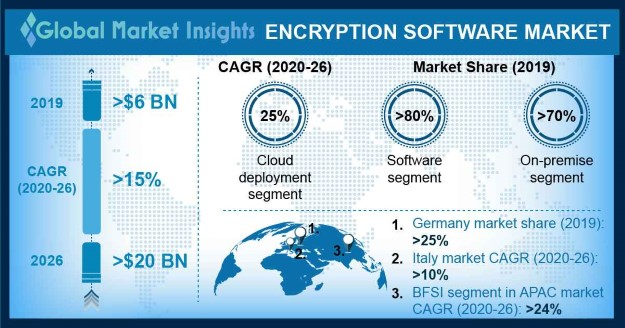 Global Market Insights ENCRYPTION SOFTWARE MARKET
2019 >$6 BN
CAGR
(2020-26) >15%
2026 >$20 BN
CAGR (2020-26) Market Share (2019)
25% >80% >70%
Cloud
deployment
segment
Software
segment
On-premise
segment
1.
2.
3.
1. Germany market share (2019):
>25%
2. Italy market CAGR (2020-26):
>10%
3. BFSI segment in APAC market
CAGR (2020-26): >24%